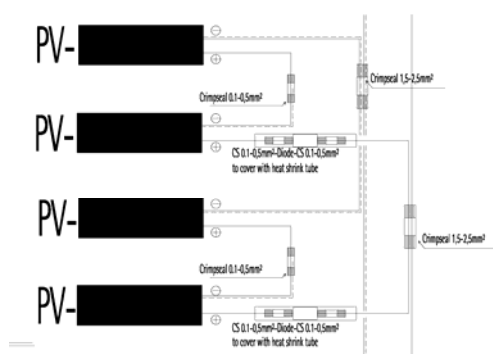 PV-
⊖
⊕
Crimpseal 1,5-2,5mm²
Crimpseal 0.1-0,5mm²
⊖
PV-
⊕
CS 0.1-0,5mm²-Diode-CS 0.1-0,5mm²
to cover with heat shrink tube
PV-
⊖
⊕
Crimpseal 1,5-2,5mm²
Crimpseal 0.1-0,5mm²
⊖
PV-
⊕
CS 0.1-0,5mm²-Diode-CS 0.1-0,5mm²
to cover with heat shrink tube